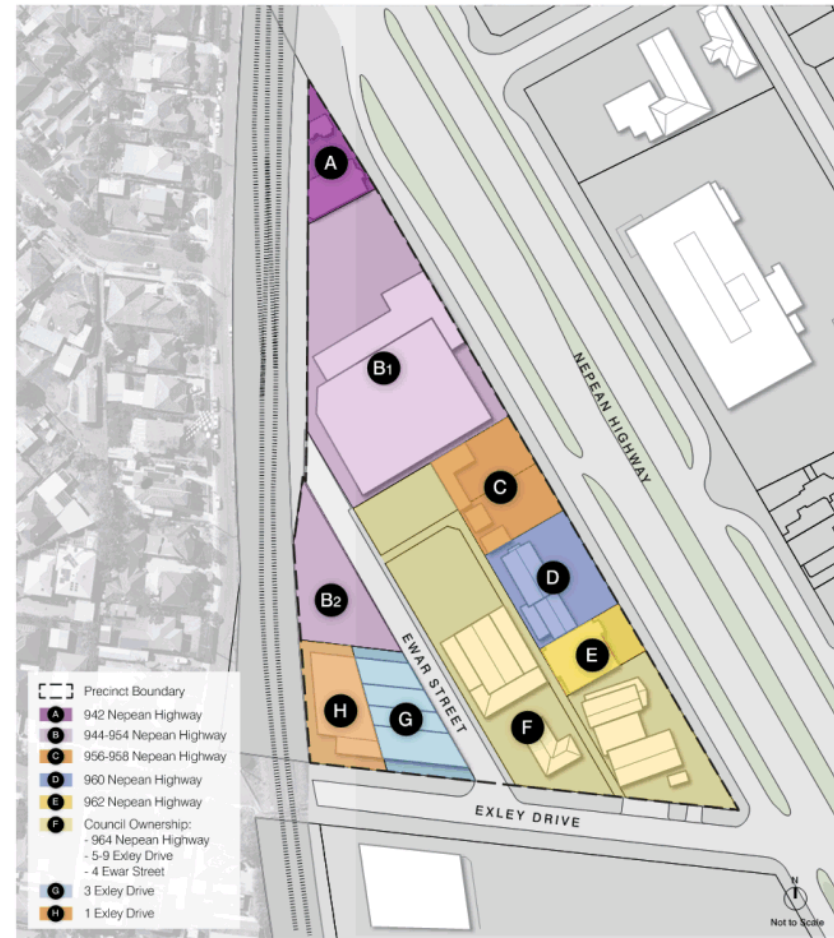 A
B1
NEPEAN HIGHWAY
C
D
B2
E
EWAR STREET
H
G
F
EXLEY DRIVE
Precinct Boundary
A 942 Nepean Highway
B 944-954 Nepean Highway
C 956-958 Nepean Highway
D 960 Nepean Highway
E 962 Nepean Highway
F Council Ownership:
- 964 Nepean Highway
- 5-9 Exley Drive
- 4 Ewar Street
G 3 Exley Drive
H 1 Exley Drive
N
Not to Scale